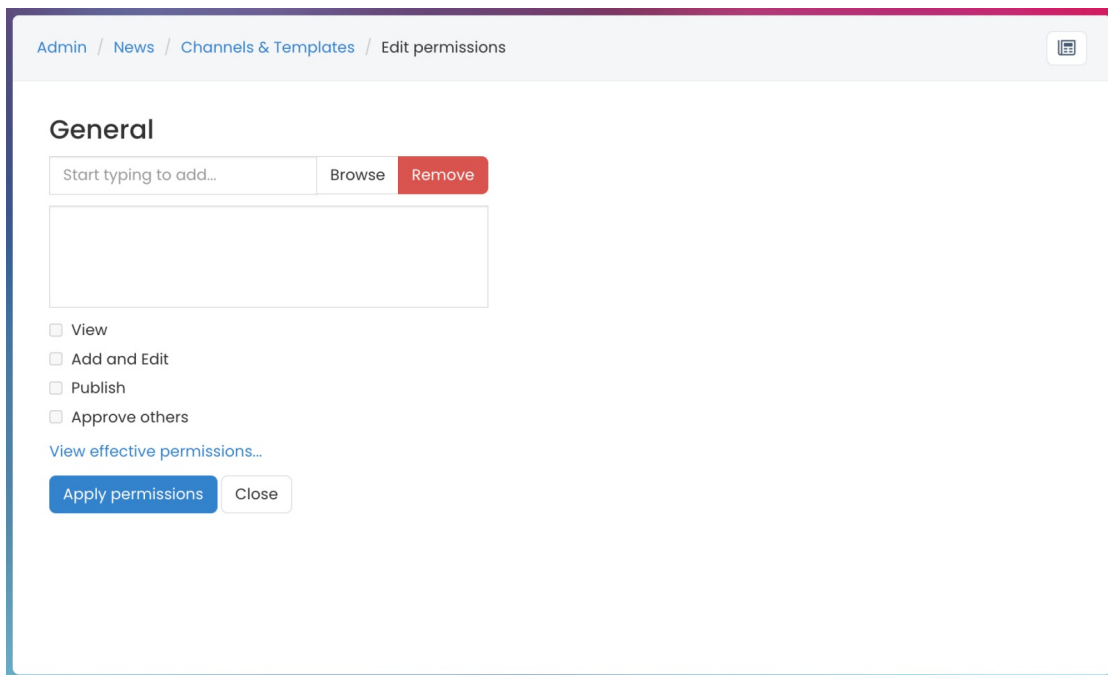 Admin / News / Channels & Templates / Edit permissions
General
Start typing to add... Browse Remove
View
Add and Edit
Publish
Approve others
View effective permissions...
Apply permissions Close